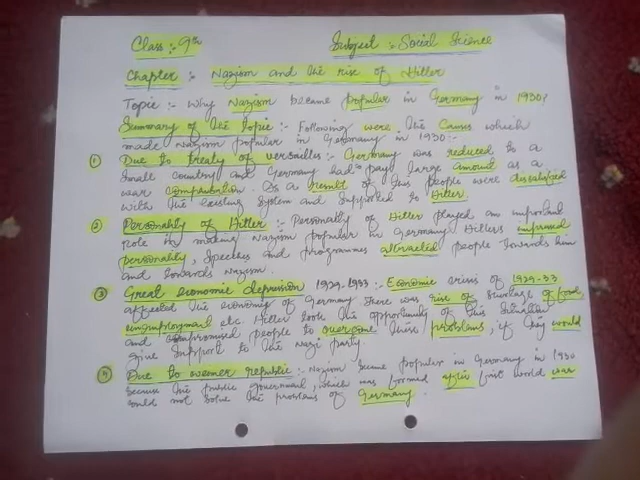 Class :- 9th Subject :- Social Science
Chapter :- Nazism and the rise of Hitler
Topic :- Why Nazism became popular in Germany in 1930?
Summary of the topic :- Following were the causes which
made Nazism popular in Germany in 1930 :-
① Due to treaty of versailles :- Germany was reduced to a
small country and Germany had pay large amount as a
war . As a result of this people were dissatisfied
with the existing system and supported to Hitler.
② Personality of Hitler :- Personality of Hitler played an important
Role in making Nazism popular in Germany Hitler's
personality, speeches and programmes attracted people towards him
and towards Nazism.
③ Great economic depression 1929-1933 :- Economic crisis of 1929-33
affected the economy of Germany there was rise of shortage of food
unemployment etc. Hitler took the opportunity of this situation
and people to overcome their problems, if they would
give support to the Nazi party.
④ Due to republic :- Nazism became popular in Germany in 1930
because the public government, which was formed after first world war
could not solve the problems of Germany.